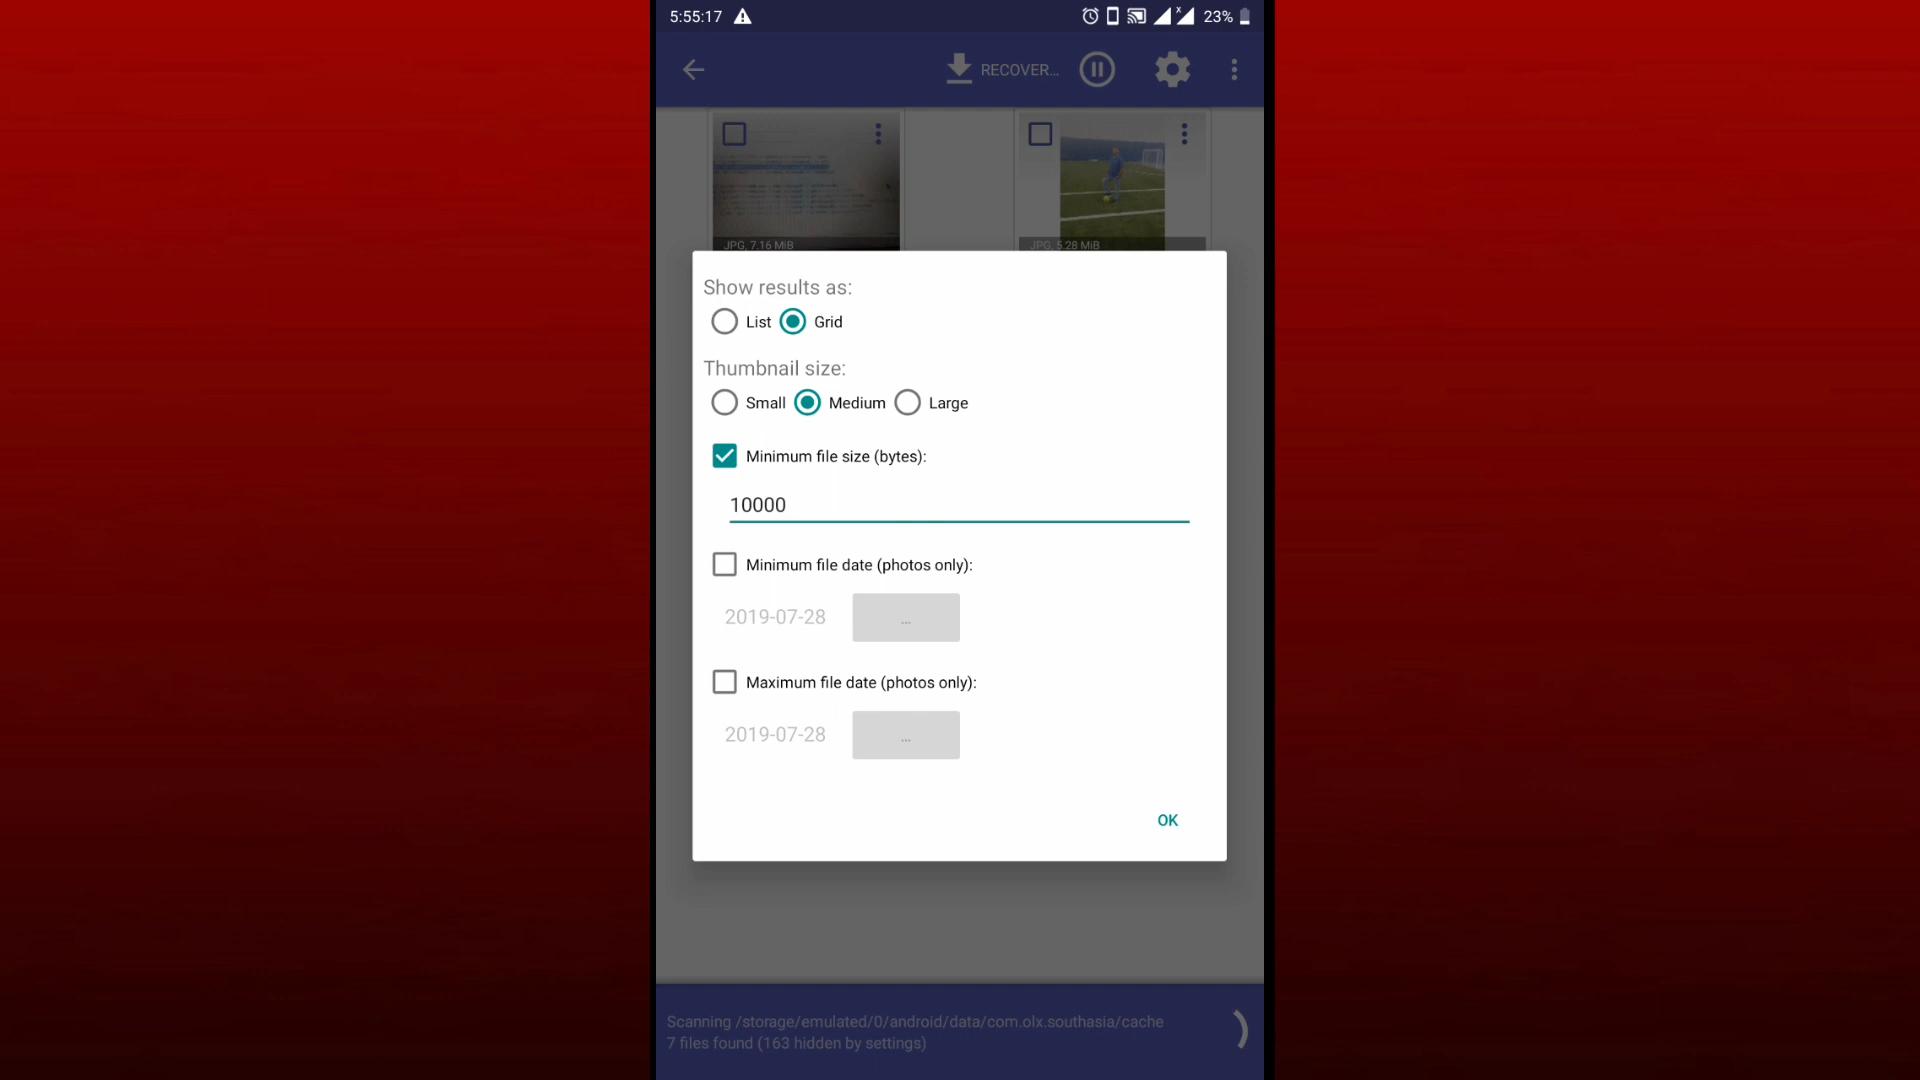 5:55:17
23%
RECOVER...
JPG, 7.16 MiB
JPG, 5.28 MiB
Show results as:
List Grid
Thumbnail size:
Small Medium Large
Minimum file size (bytes):
10000
Minimum file date (photos only):
2019-07-28 ...
Maximum file date (photos only):
2019-07-28 ...
OK
Scanning /storage/emulated/0/android/data/com.olx.southasia/cache
7 files found (163 hidden by settings)